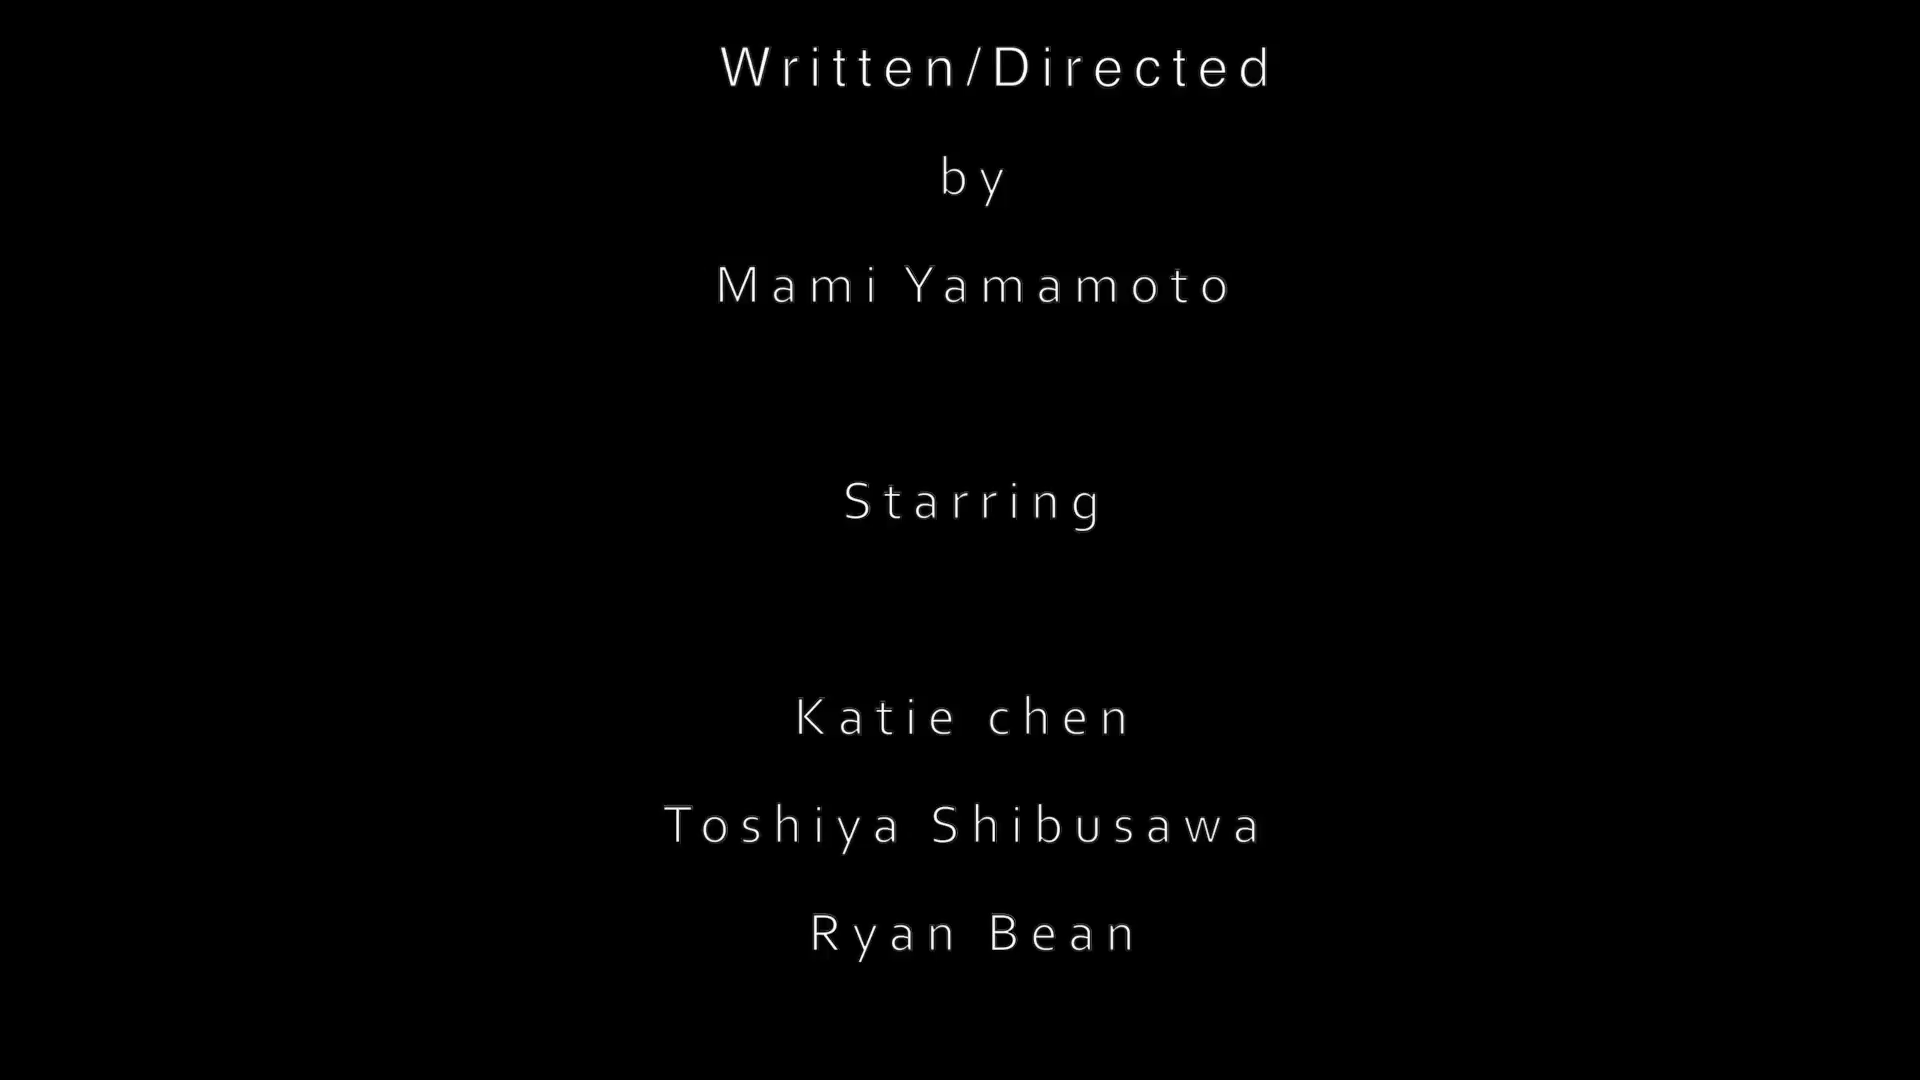 Written/Directed
by
Mami Yamamoto
Starring
Katie chen
Toshiya Shibusawa
Ryan Bean